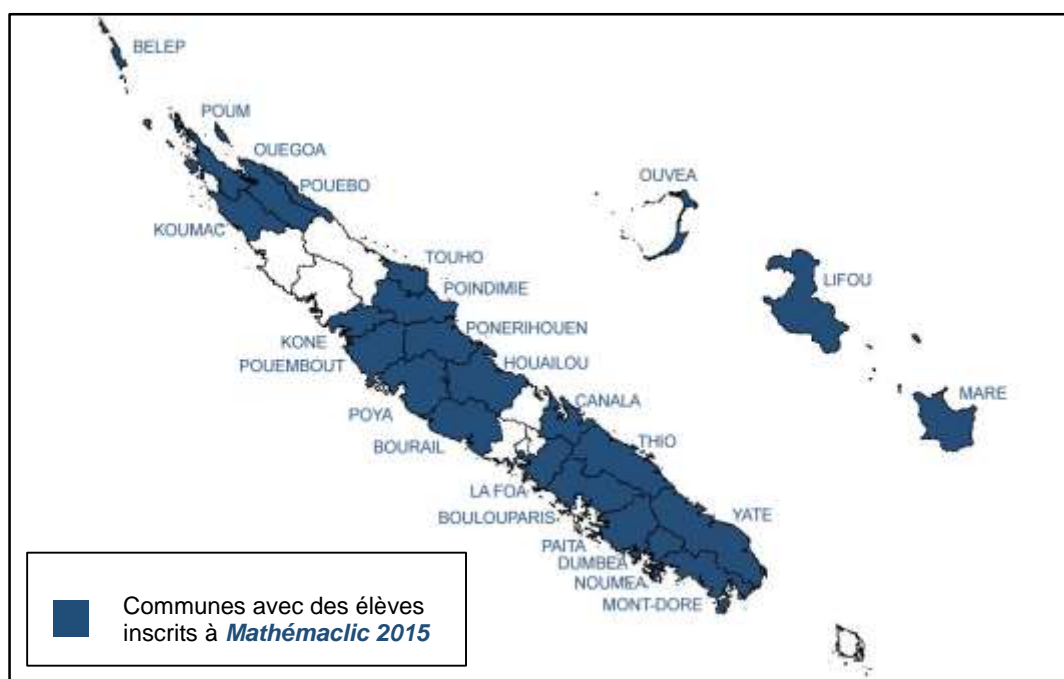 BELEP
POUM
OUEGOA
POUEBO
OUVEA
KOUMAC
TOUHO
LIFOU
POINDIMIE
PONERIHOUEN
KONE
HOUAILOU
POUEMBOUT
MARE
CANALA
POYA
THIO
BOURAIL
LA FOA
BOULOUPARIS
YATE
PAITA
DUMBEA
NOUMEA
MONT-DORE
Communes avec des élèves
inscrits à Mathémaclic 2015